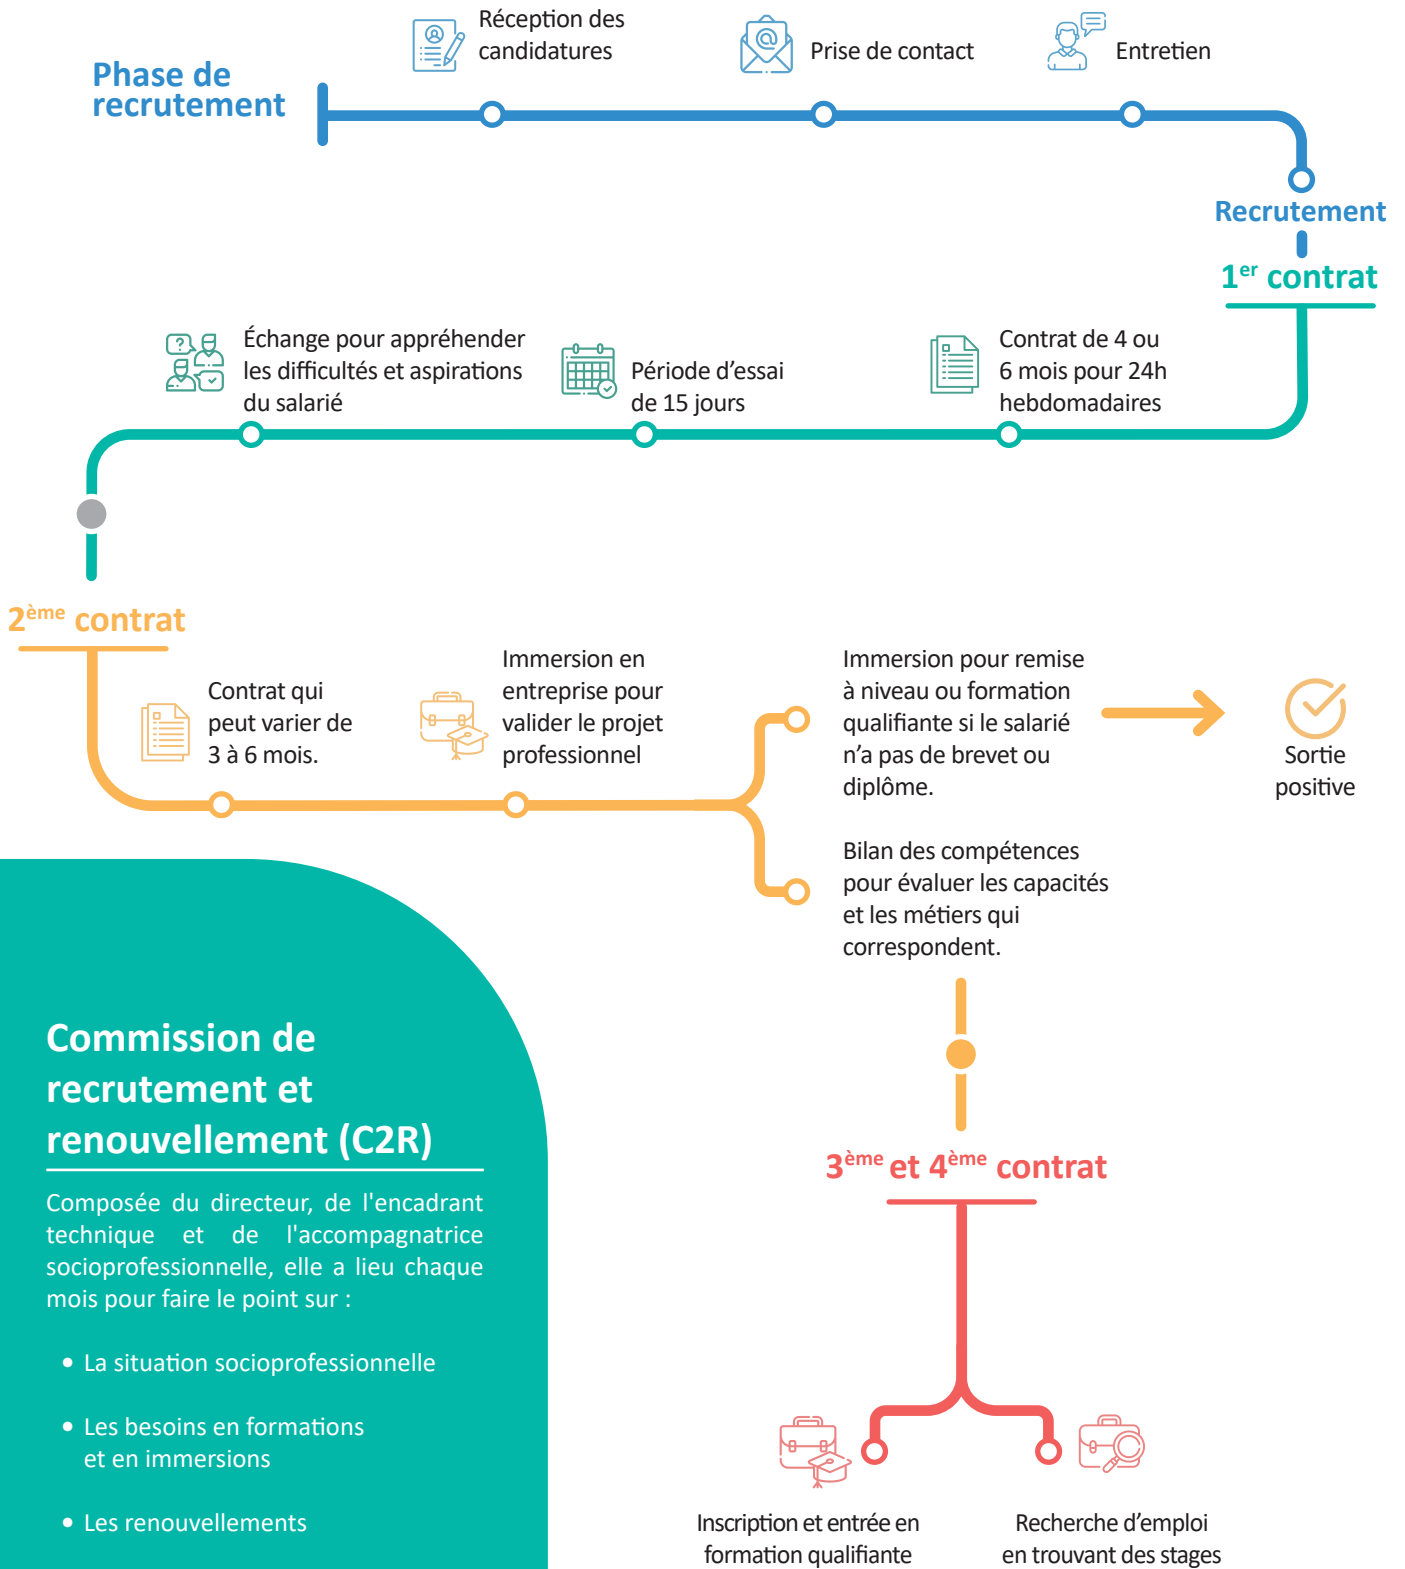 Phase de
recrutement
Réception des
candidatures
Prise de contact
Entretien
Recrutement
1er contrat
Contrat de 4 ou
6 mois pour 24h
hebdomadaires
Période d’essai
de 15 jours
Échange pour appréhender
les difficultés et aspirations
du salarié
2ème contrat
Contrat qui
peut varier de
3 à 6 mois.
Immersion en
entreprise pour
valider le projet
professionnel
Immersion pour remise
à niveau ou formation
qualifiante si le salarié
n’a pas de brevet ou
diplôme.
Sortie
positive
Bilan des compétences
pour évaluer les capacités
et les métiers qui
correspondent.
3ème et 4ème contrat
Inscription et entrée en
formation qualifiante
Recherche d’emploi
en trouvant des stages
Commission de
recrutement et
renouvellement (C2R)
Composée du directeur, de l'encadrant
technique et de l'accompagnatrice
socioprofessionnelle, elle a lieu chaque
mois pour faire le point sur :
• La situation socioprofessionnelle
• Les besoins en formations
et en immersions
• Les renouvellements